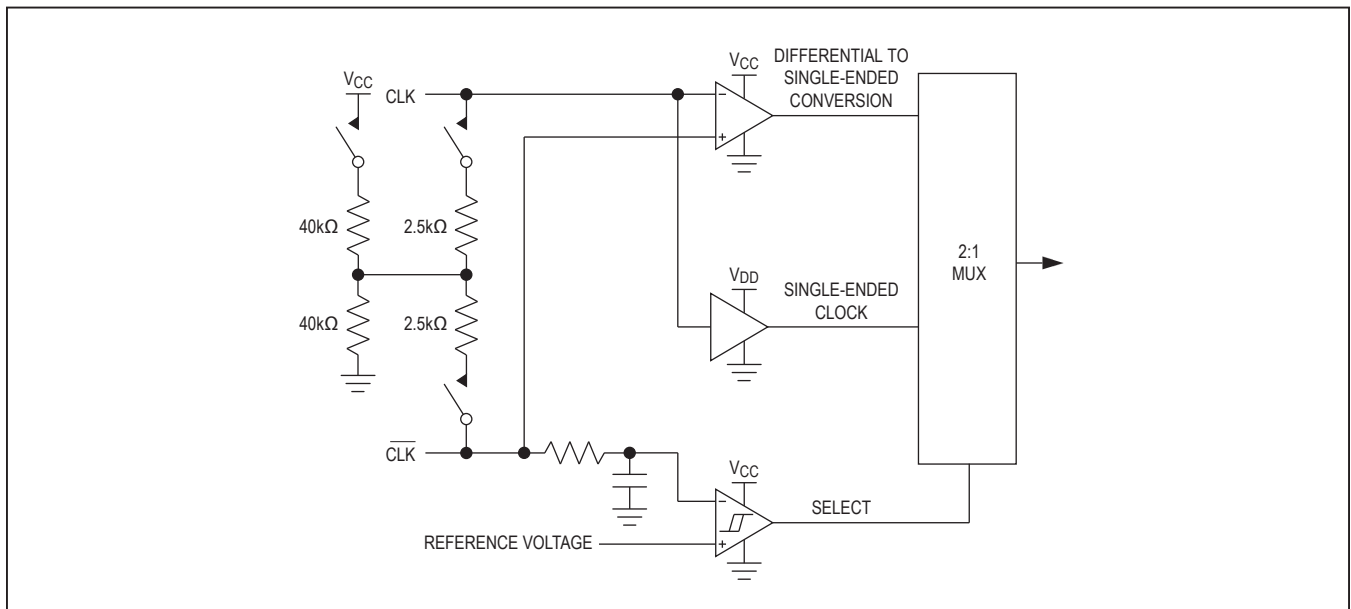 VCC
CLK
VCC
DIFFERENTIAL TO
SINGLE-ENDED
CONVERSION
−
+
40kΩ
2.5kΩ
2:1
MUX
VDD
SINGLE-ENDED
CLOCK
40kΩ
2.5kΩ
C̅L̅K̅
VCC
−
SELECT
REFERENCE VOLTAGE
+